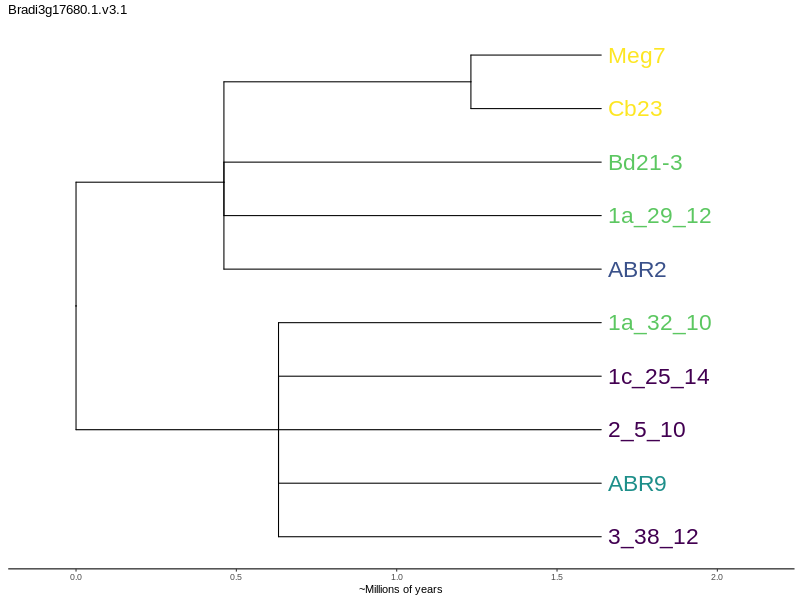 Bradi3g17680.1.v3.1
Meg7
Cb23
Bd21-3
1a_29_12
ABR2
1a_32_10
1c_25_14
2_5_10
ABR9
3_38_12
0.0 0.5 1.0 1.5 2.0
~Millions of years